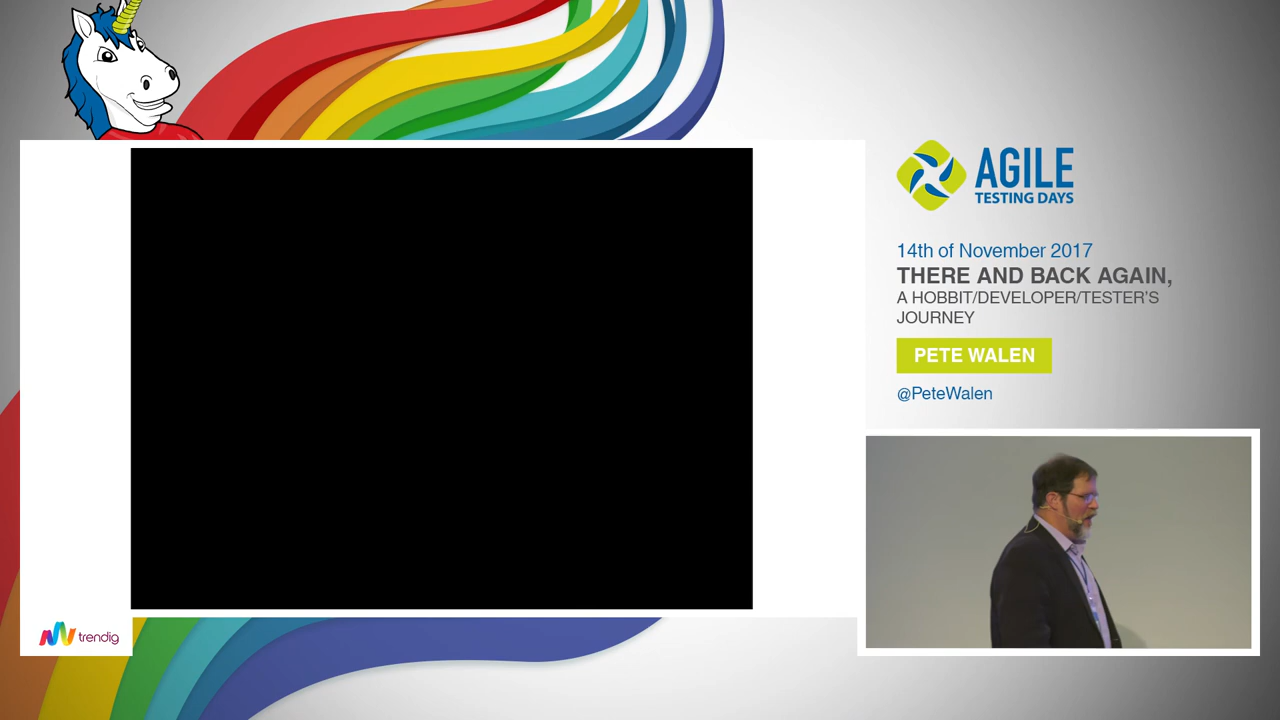 AGILE
TESTING DAYS
14th of November 2017
THERE AND BACK AGAIN,
A HOBBIT/DEVELOPER/TESTER'S
JOURNEY
PETE WALEN
@PeteWalen
trendig